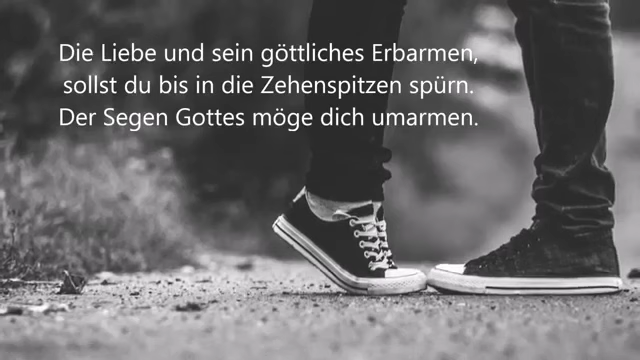 Die Liebe und sein göttliches Erbarmen,
sollst du bis in die Zehenspitzen spürn.
Der Segen Gottes möge dich umarmen.